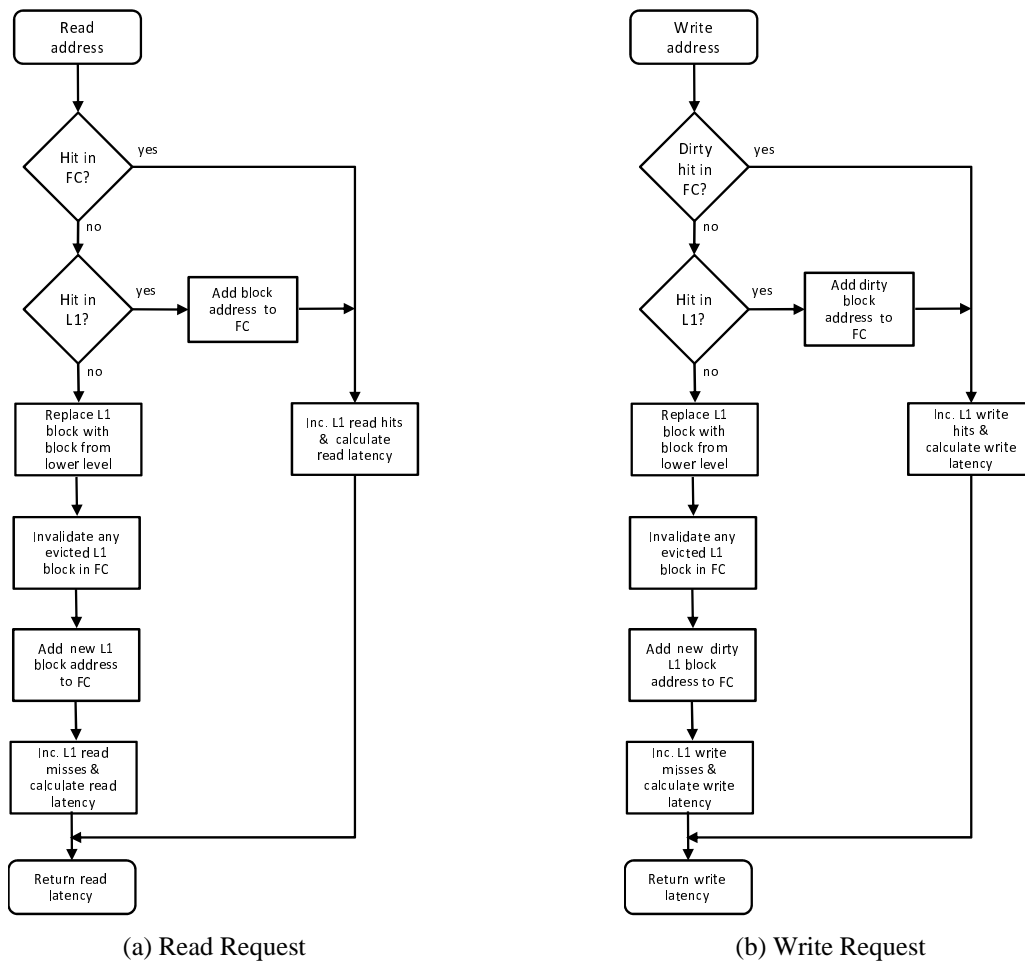 Read
address
Hit in
FC?
yes
no
Hit in
L1?
yes
Add block
address to
FC
no
Replace L1
block with
block from
lower level
Inc. L1 read hits
& calculate
read latency
Invalidate any
evicted L1
block in FC
Add new L1
block address
to FC
Inc. L1 read
misses &
calculate read
latency
Return read
latency
(a) Read Request
Write
address
Dirty
hit in
FC?
yes
no
Hit in
L1?
yes
Add dirty
block
address to
FC
no
Replace L1
block with
block from
lower level
Inc. L1 write
hits &
calculate write
latency
Invalidate any
evicted L1
block in FC
Add new dirty
L1 block
address to FC
Inc. L1 write
misses &
calculate write
latency
Return write
latency
(b) Write Request